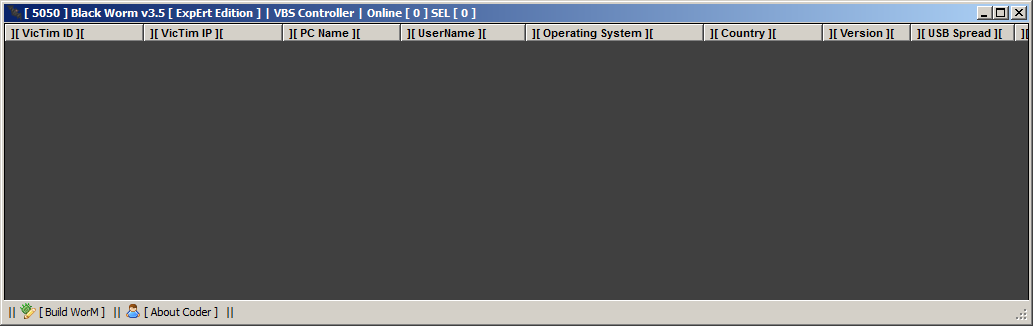 [ 5050 ] Black Worm v3.5 [ ExpErt Edition ] | VBS Controller | Online [ 0 ] SEL [ 0 ]
][ VicTim ID ][ ][ VicTim IP ][ ][ PC Name ][ ][ UserName ][ ][ Operating System ][ ][ Country ][ ][ Version ][ ][ USB Spread ][ ][
|| [ Build WorM ] || [ About Coder ] ||